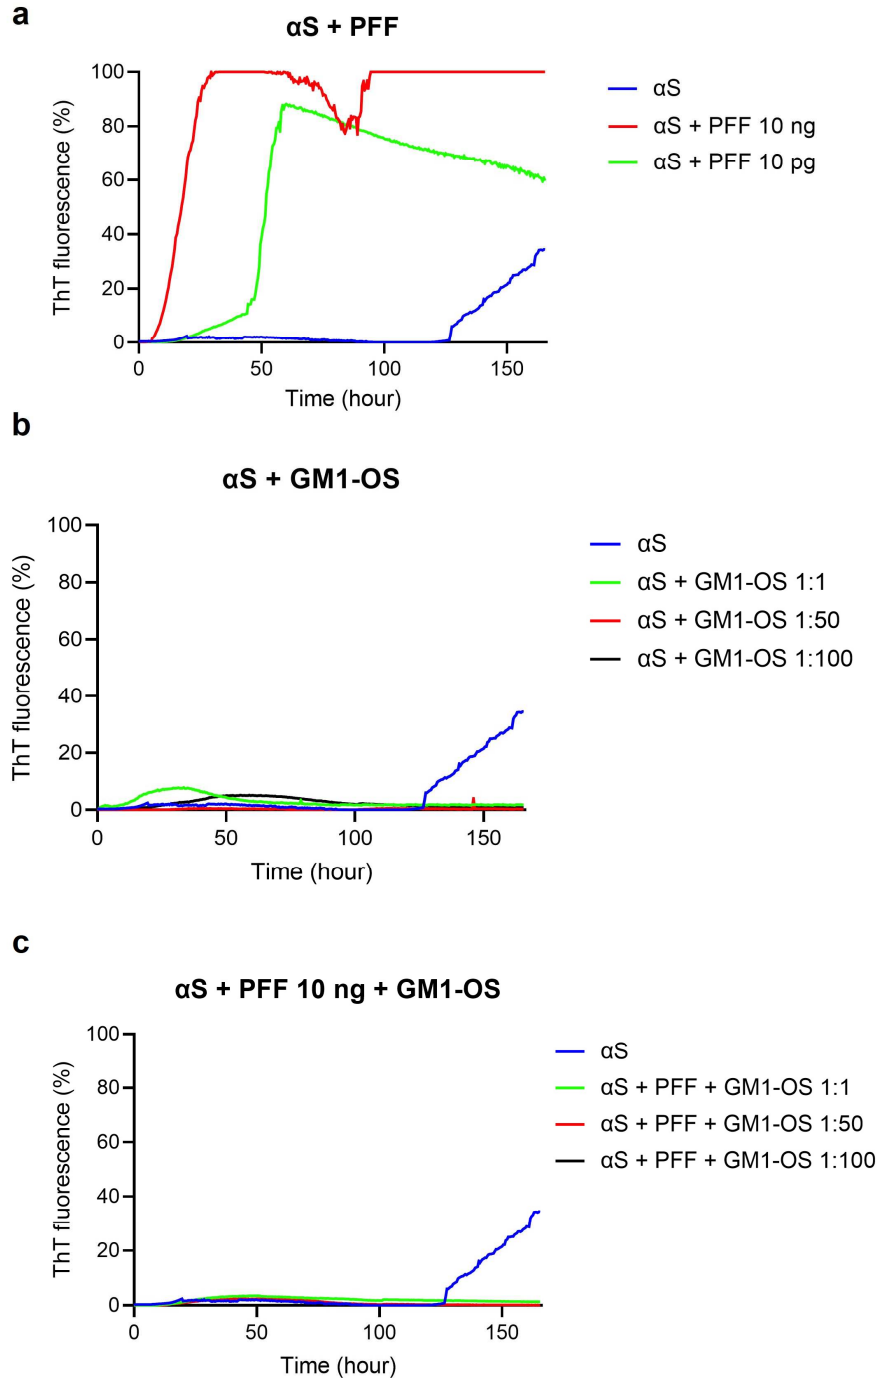 a
αS + PFF
ThT fluorescence (%)
100
80
60
40
20
0
0 50 100 150
Time (hour)
αS
αS + PFF 10 ng
αS + PFF 10 pg
b
αS + GM1-OS
ThT fluorescence (%)
100
80
60
40
20
0
0 50 100 150
Time (hour)
αS
αS + GM1-OS 1:1
αS + GM1-OS 1:50
αS + GM1-OS 1:100
c
αS + PFF 10 ng + GM1-OS
ThT fluorescence (%)
100
80
60
40
20
0
0 50 100 150
Time (hour)
αS
αS + PFF + GM1-OS 1:1
αS + PFF + GM1-OS 1:50
αS + PFF + GM1-OS 1:100